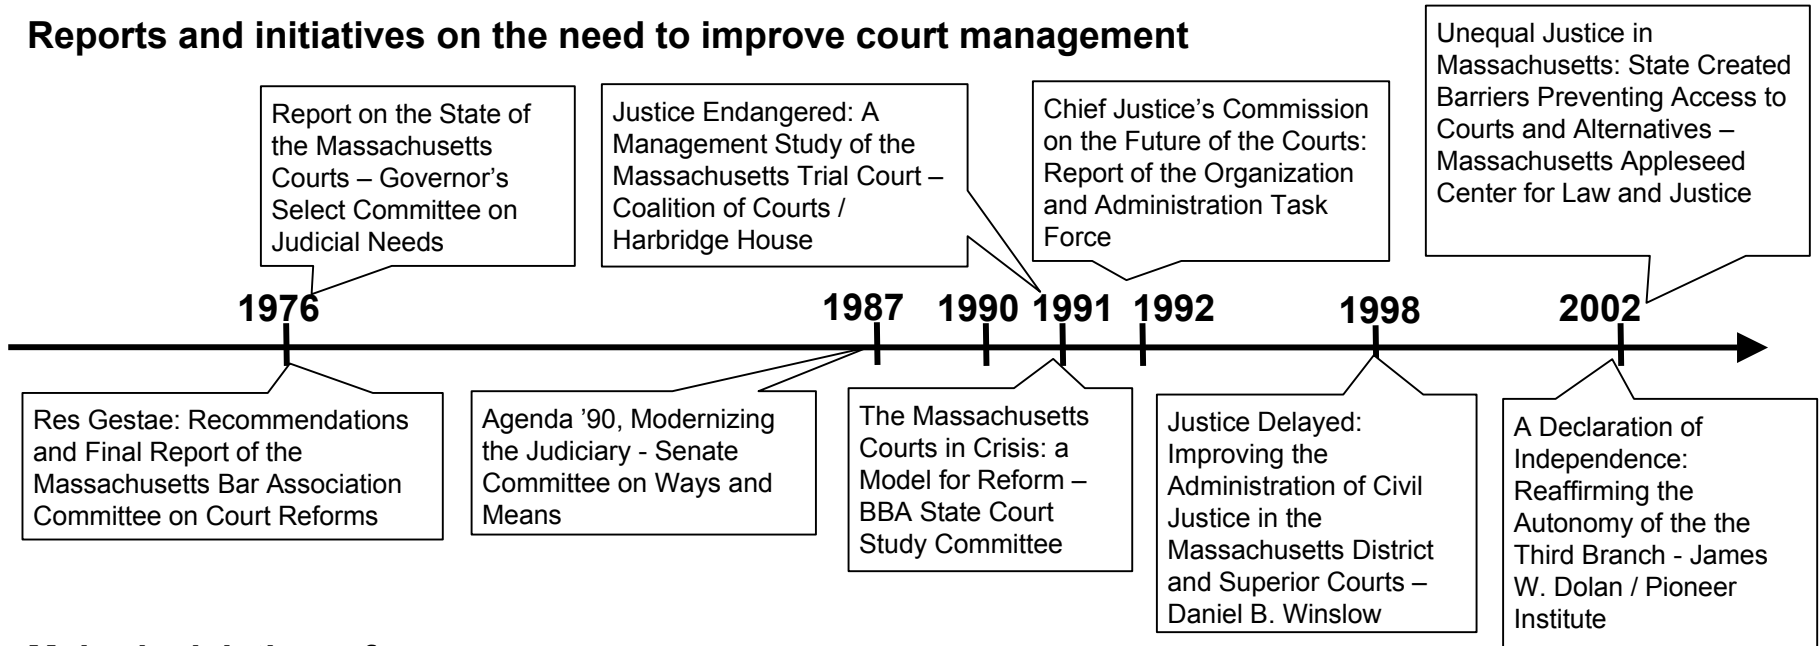 Reports and initiatives on the need to improve court management
Report on the State of
the Massachusetts
Courts – Governor’s
Select Committee on
Judicial Needs
Justice Endangered: A
Management Study of the
Massachusetts Trial Court –
Coalition of Courts /
Harbridge House
Chief Justice’s Commission
on the Future of the Courts:
Report of the Organization
and Administration Task
Force
Unequal Justice in
Massachusetts: State Created
Barriers Preventing Access to
Courts and Alternatives –
Massachusetts Appleseed
Center for Law and Justice
1976
1987
1990
1991
1992
1998
2002
Res Gestae: Recommendations
and Final Report of the
Massachusetts Bar Association
Committee on Court Reforms
Agenda ’90, Modernizing
the Judiciary - Senate
Committee on Ways and
Means
The Massachusetts
Courts in Crisis: a
Model for Reform –
BBA State Court
Study Committee
Justice Delayed:
Improving the
Administration of Civil
Justice in the
Massachusetts District
and Superior Courts –
Daniel B. Winslow
A Declaration of
Independence:
Reaffirming the
Autonomy of the the
Third Branch - James
W. Dolan / Pioneer
Institute